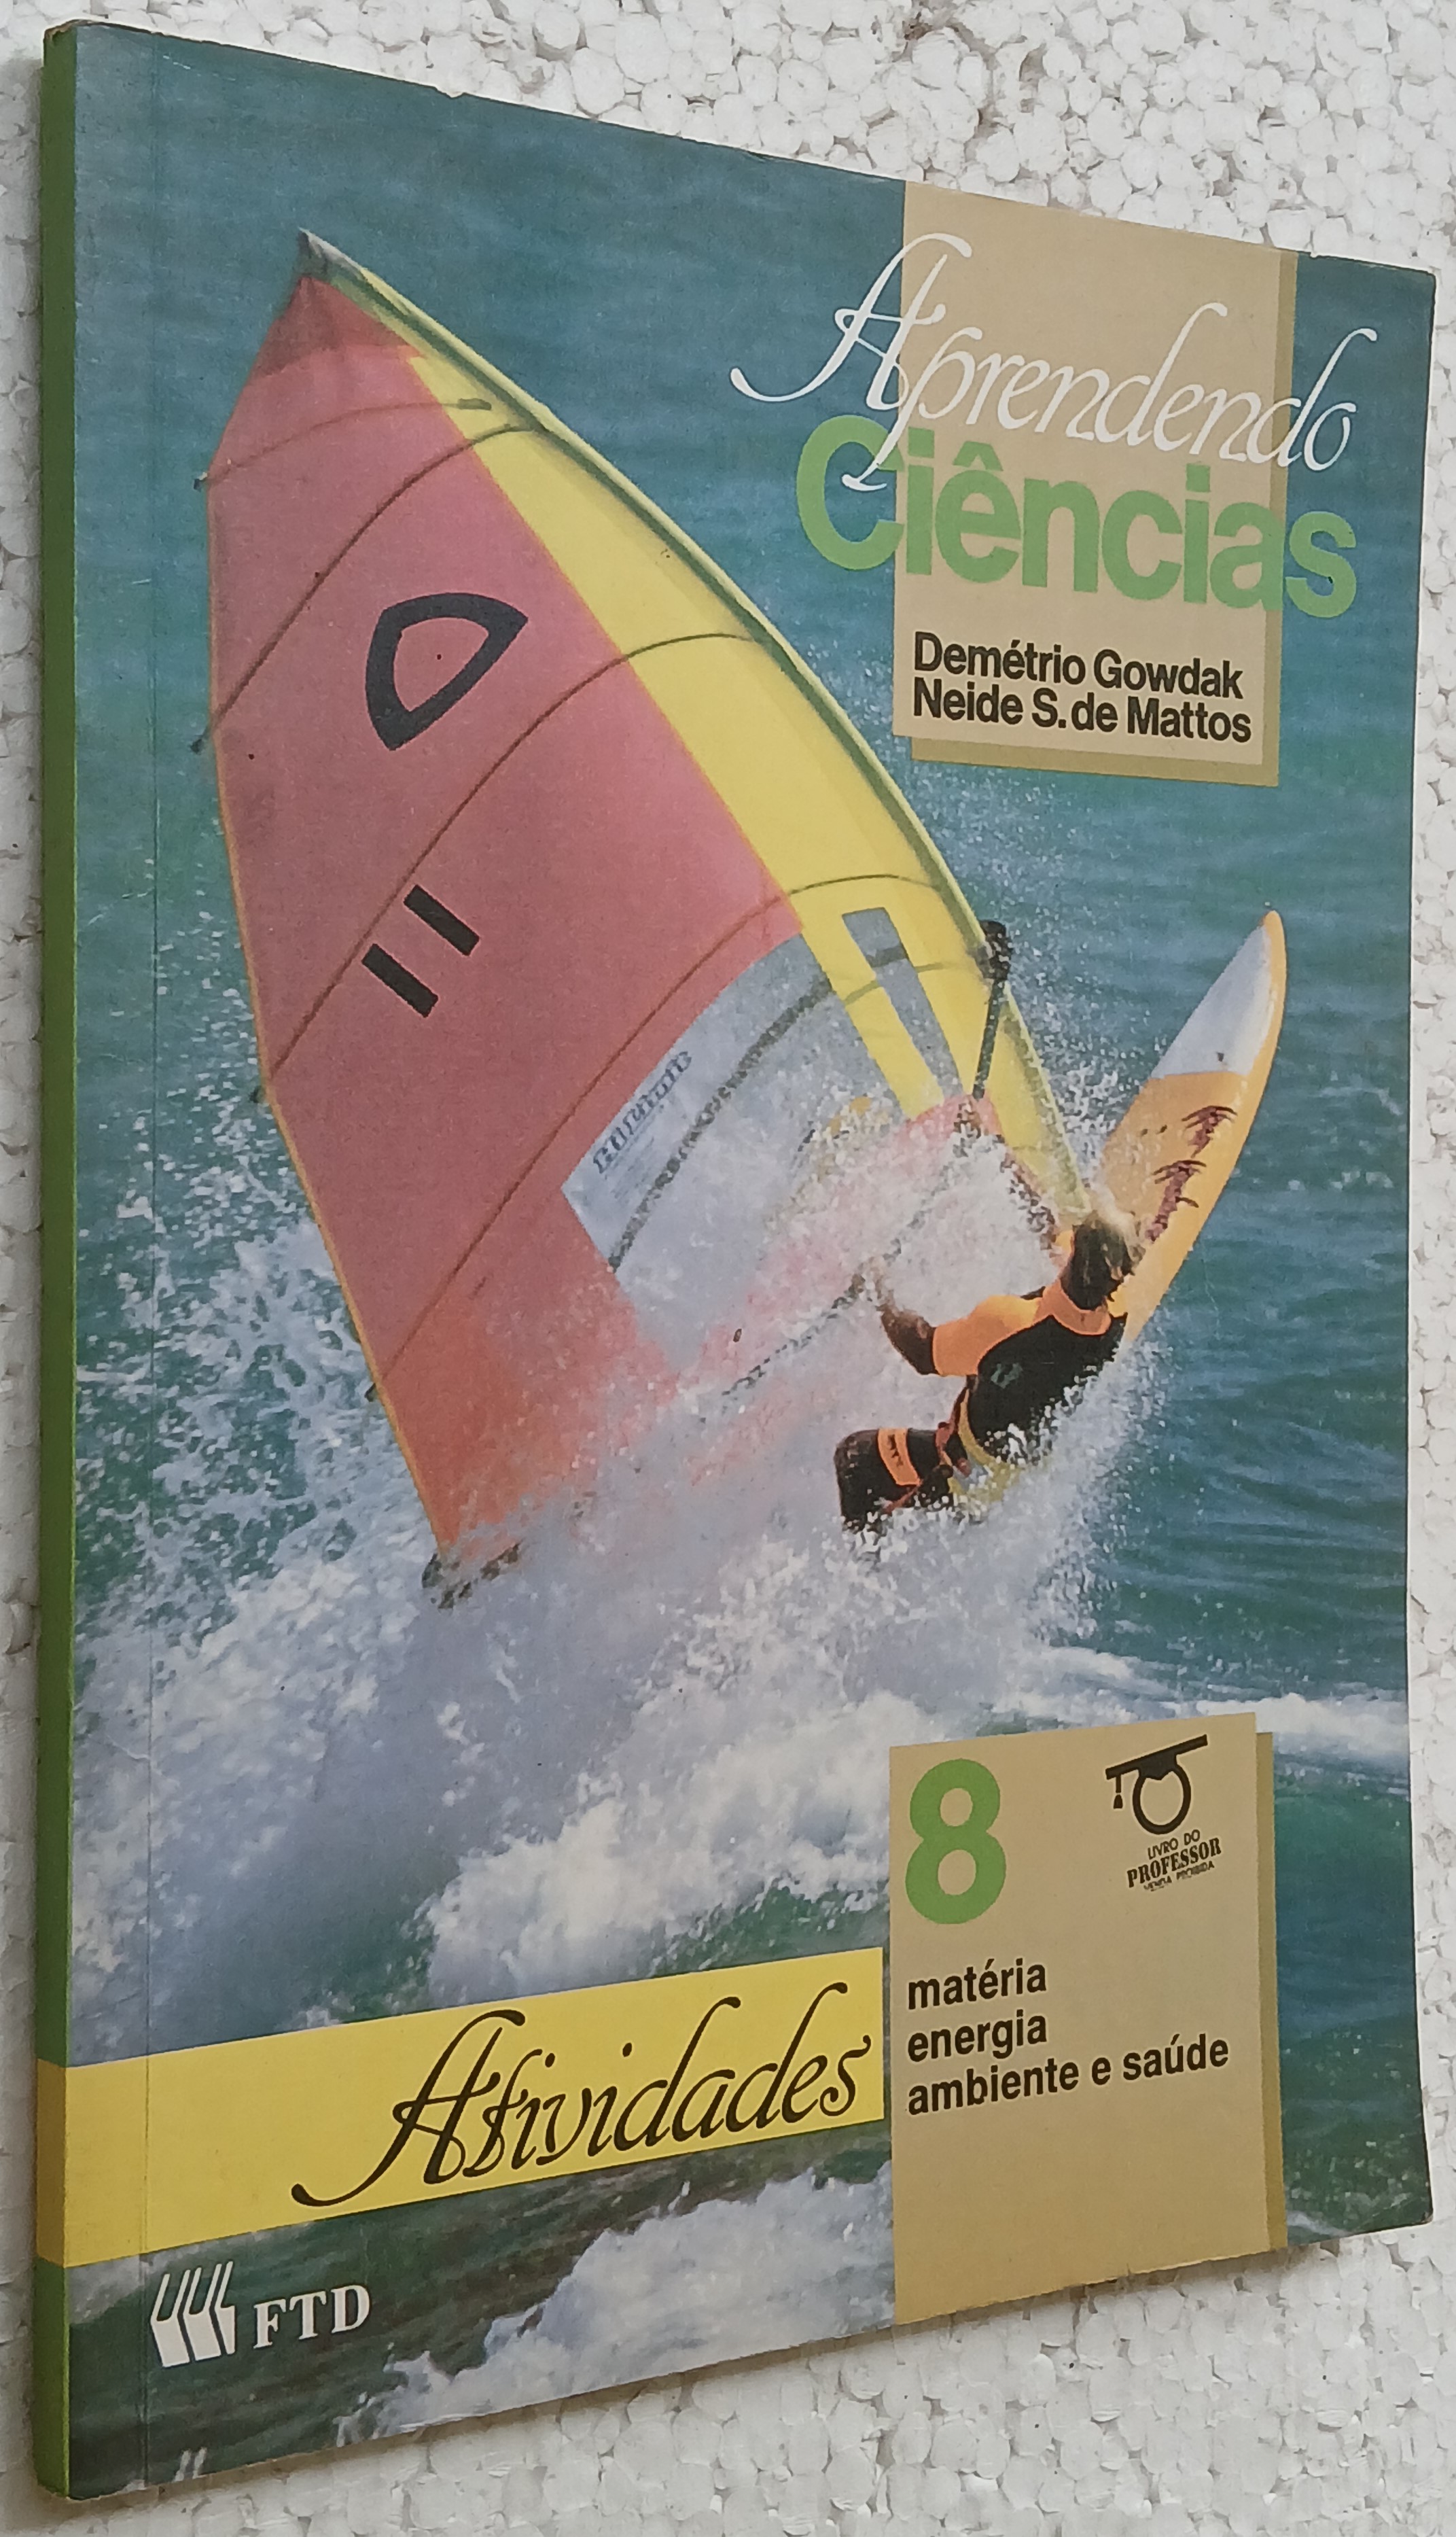 Aprendendo
Ciências
Demétrio Gowdak
Neide S. de Mattos
8
LIVRO DO
PROFESSOR
VENDA PROIBIDA
matéria
energia
ambiente e saúde
Atividades
FTD